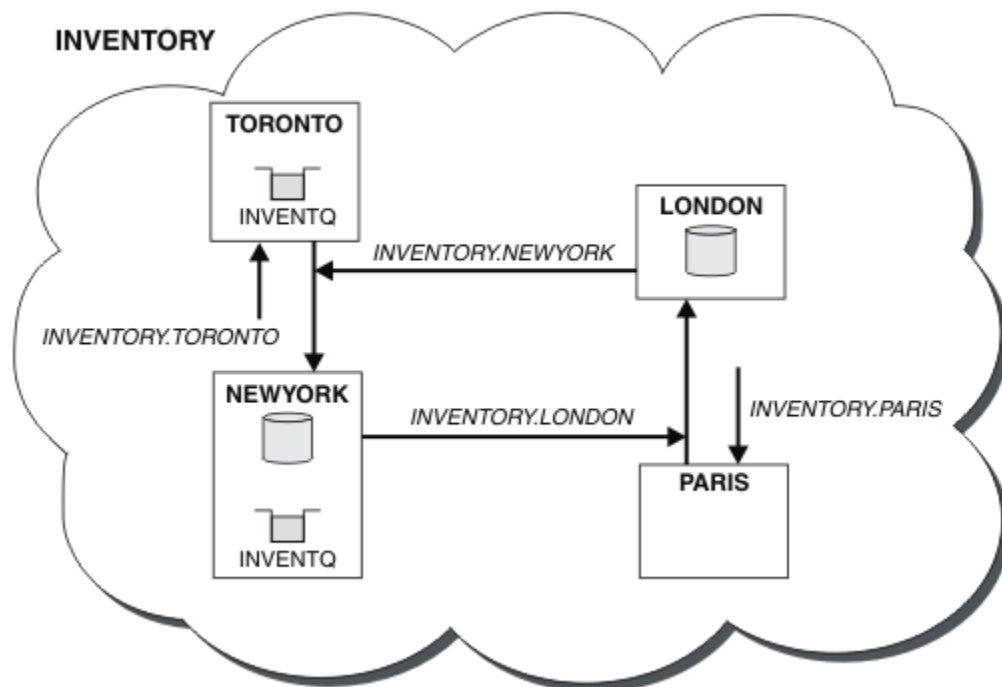 INVENTORY
TORONTO
INVENTQ
LONDON
INVENTORY.NEWYORK
INVENTORY.TORONTO
NEWYORK
INVENTORY.LONDON
INVENTORY.PARIS
PARIS
INVENTQ